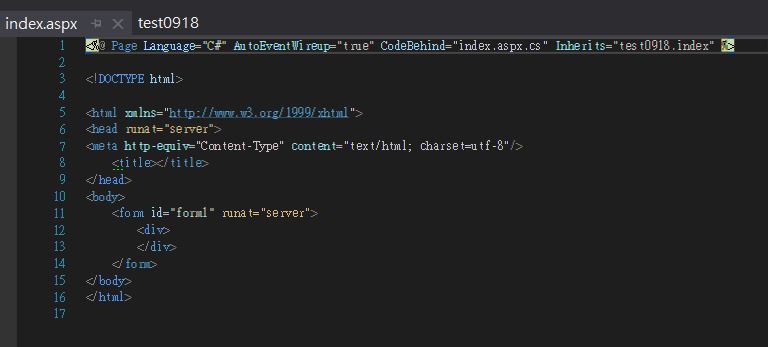 index.aspx test0918
1 <%@ Page Language="C#" AutoEventWireup="true" CodeBehind="index.aspx.cs" Inherits="test0918.index" %>
2
3 <!DOCTYPE html>
4
5 <html xmlns="http://www.w3.org/1999/xhtml">
6 <head runat="server">
7 <meta http-equiv="Content-Type" content="text/html; charset=utf-8"/>
8     <title></title>
9 </head>
10 <body>
11     <form id="form1" runat="server">
12         <div>
13         </div>
14     </form>
15 </body>
16 </html>
17